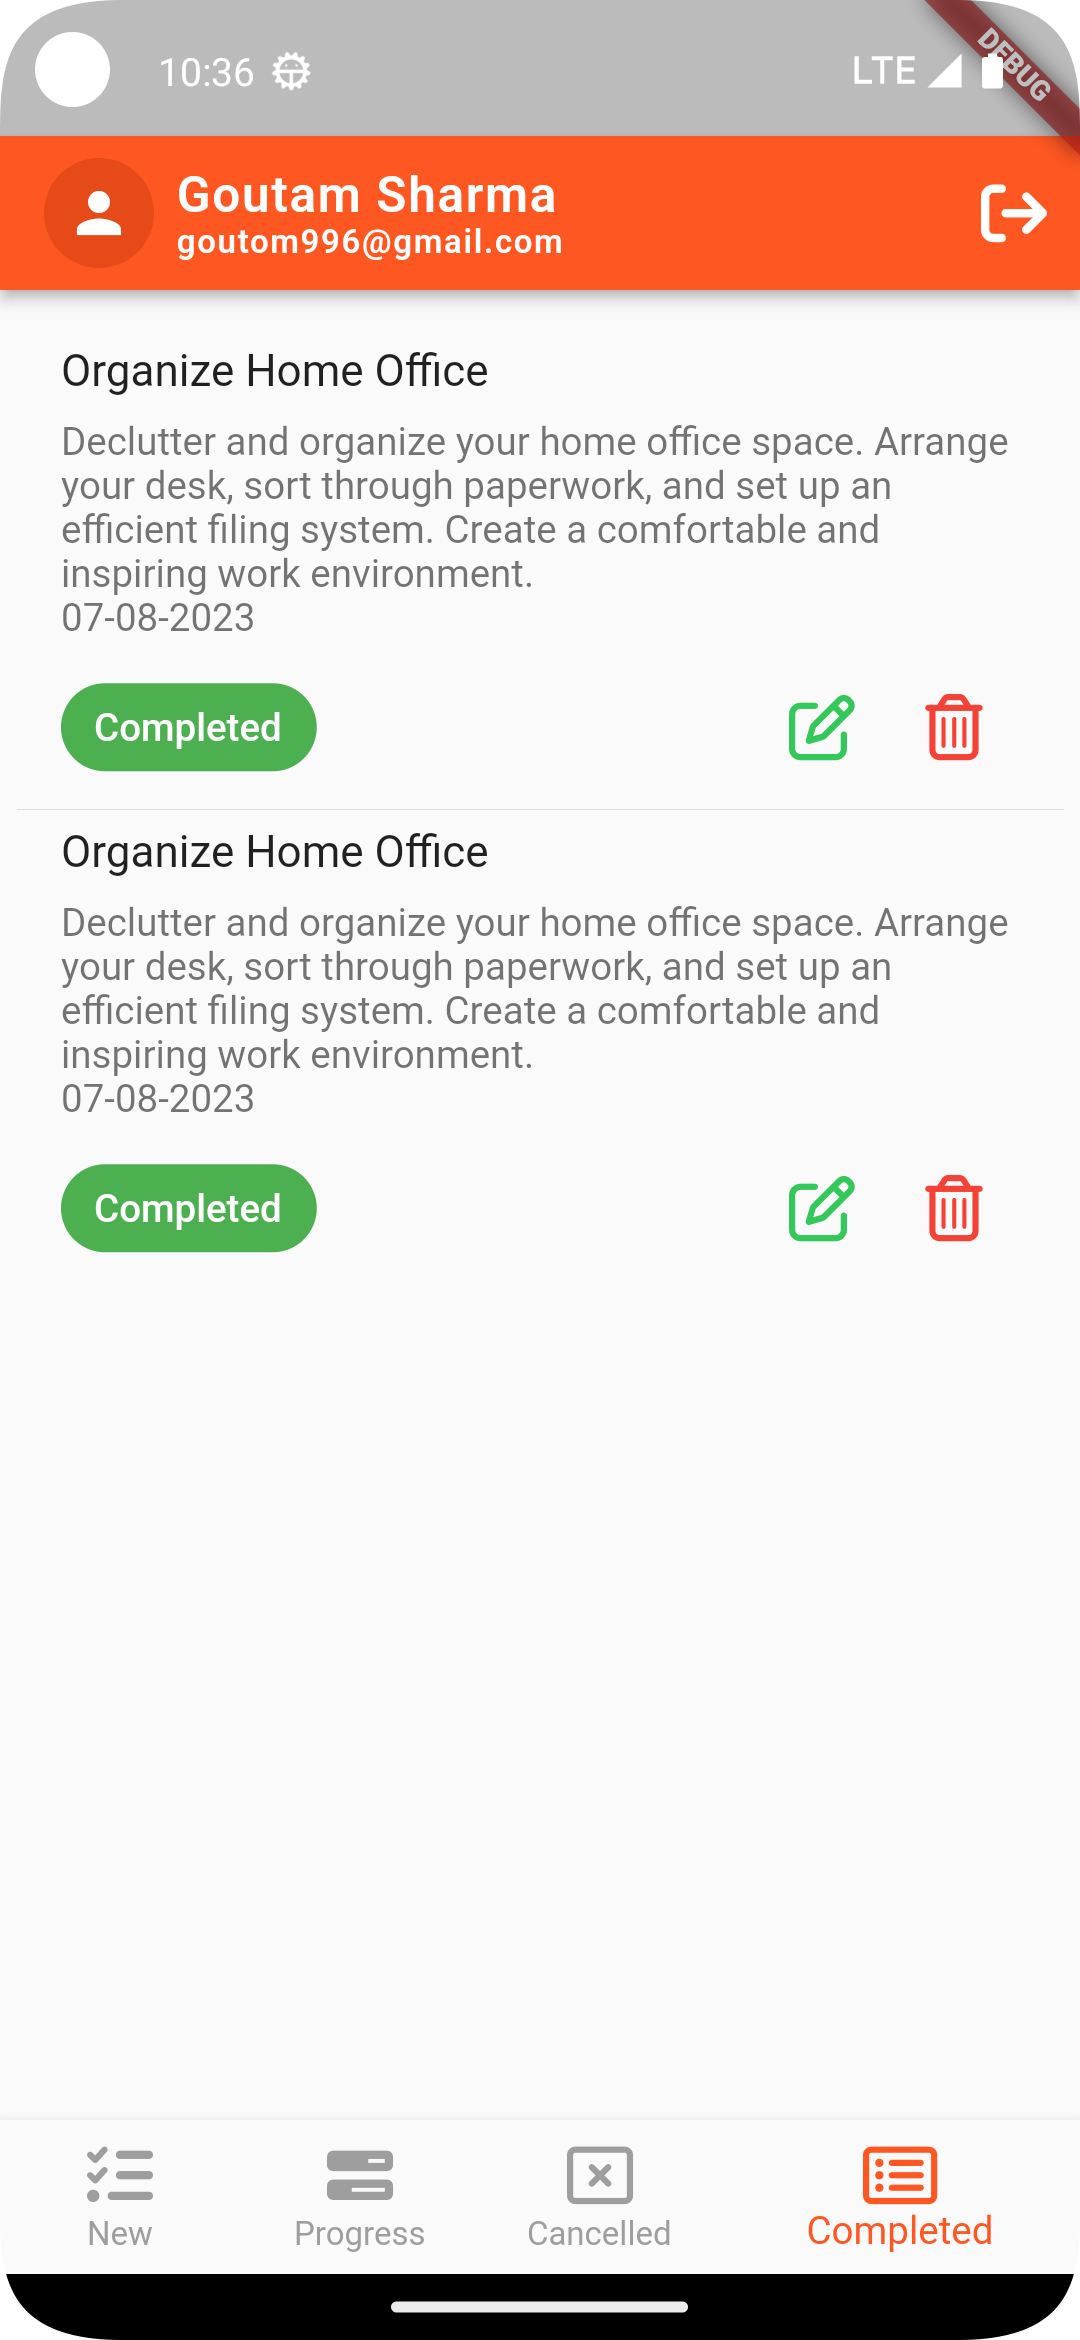 10:36
LTE
DEBUG
Goutam Sharma
goutom996@gmail.com
Organize Home Office
Declutter and organize your home office space. Arrange
your desk, sort through paperwork, and set up an
efficient filing system. Create a comfortable and
inspiring work environment.
07-08-2023
Completed
Organize Home Office
Declutter and organize your home office space. Arrange
your desk, sort through paperwork, and set up an
efficient filing system. Create a comfortable and
inspiring work environment.
07-08-2023
Completed
New
Progress
Cancelled
Completed